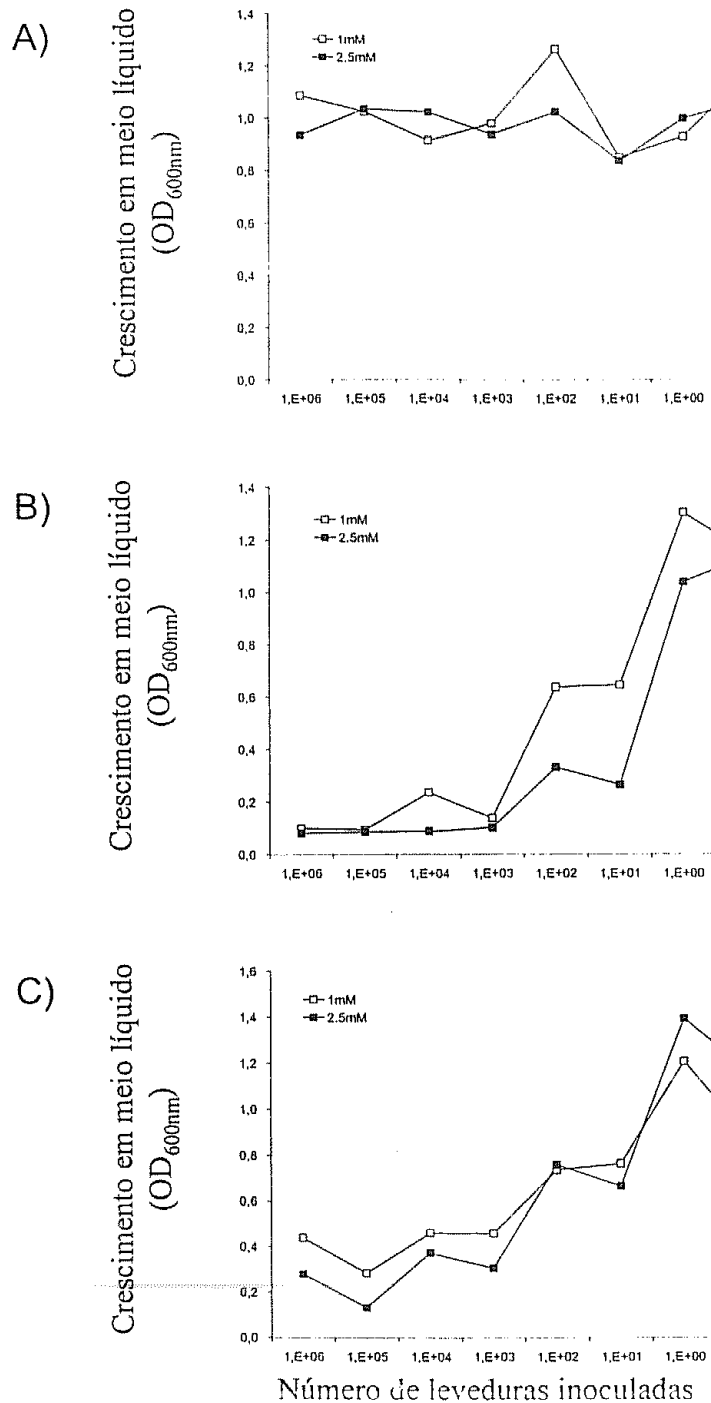 A)
Crescimento em meio líquido
(OD600nm)
1,4
1,2
1,0
0,8
0,6
0,4
0,2
0,0
1mM
2.5mM
1,E+06 1,E+05 1,E+04 1,E+03 1,E+02 1,E+01 1,E+00
B)
Crescimento em meio líquido
(OD600nm)
1,4
1,2
1,0
0,8
0,6
0,4
0,2
0,0
1mM
2.5mM
1,E+06 1,E+05 1,E+04 1,E+03 1,E+02 1,E+01 1,E+00
C)
Crescimento em meio líquido
(OD600nm)
1,6
1,4
1,2
1,0
0,8
0,6
0,4
0,2
0,0
1mM
2.5mM
1,E+06 1,E+05 1,E+04 1,E+03 1,E+02 1,E+01 1,E+00
Número de leveduras inoculadas